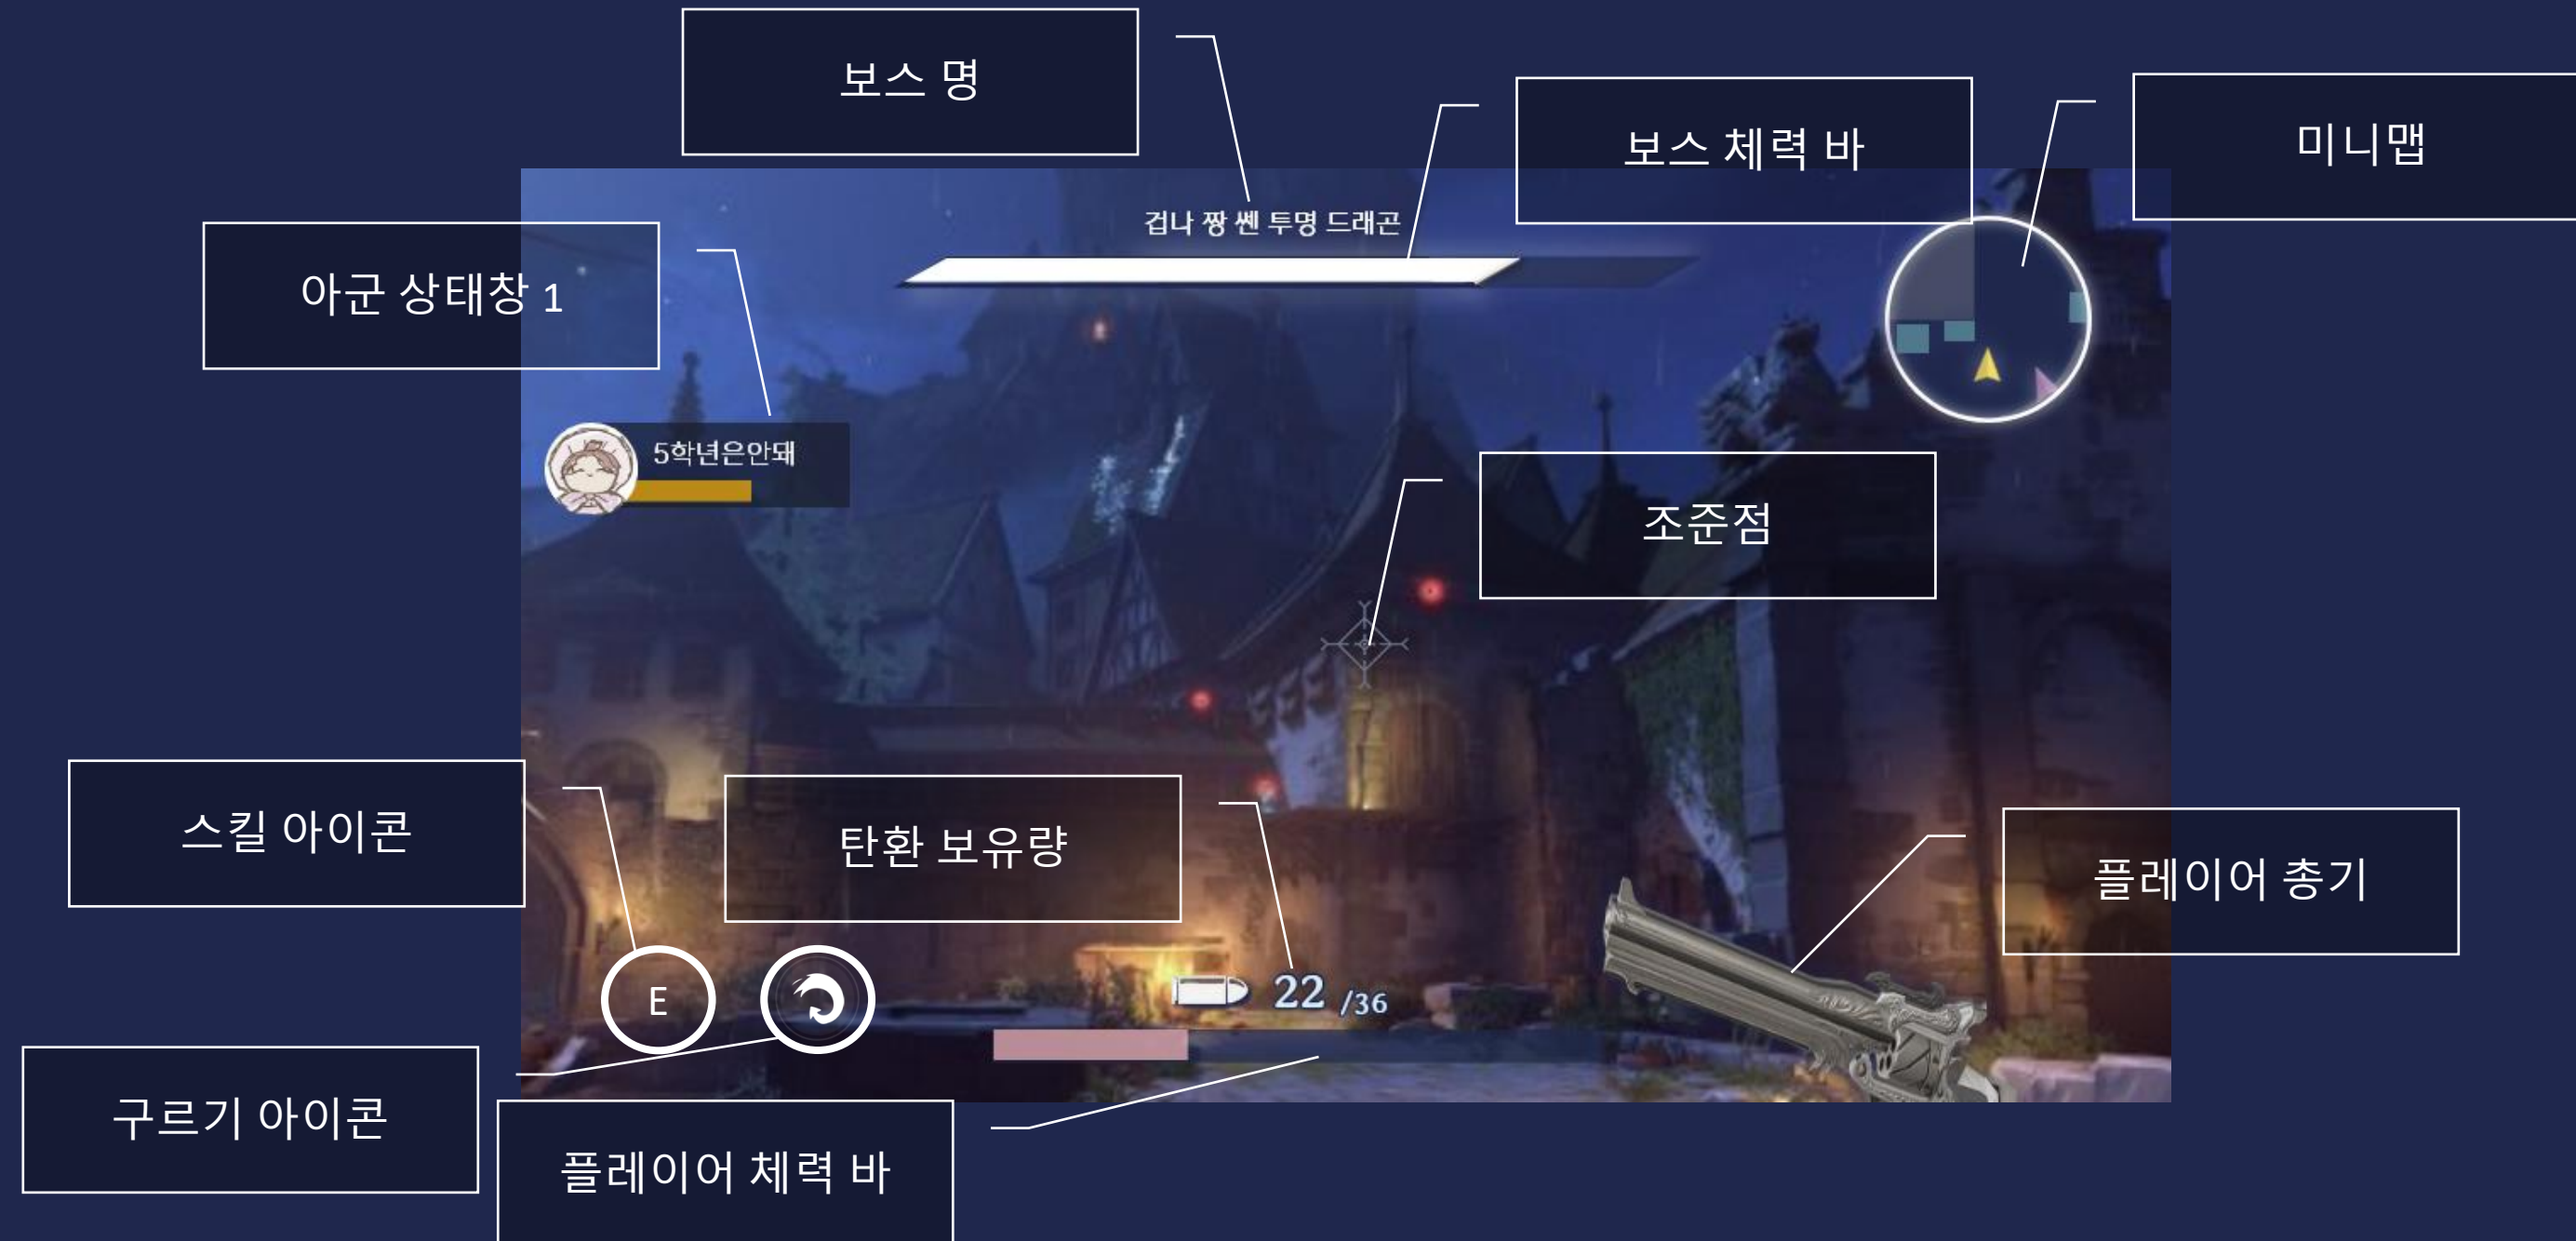 보스 명
보스 체력 바
미니맵
겁나 짱 쎈 투명 드래곤
아군 상태창 1
5학년은안돼
조준점
스킬 아이콘
탄환 보유량
플레이어 총기
E
22 /36
구르기 아이콘
플레이어 체력 바